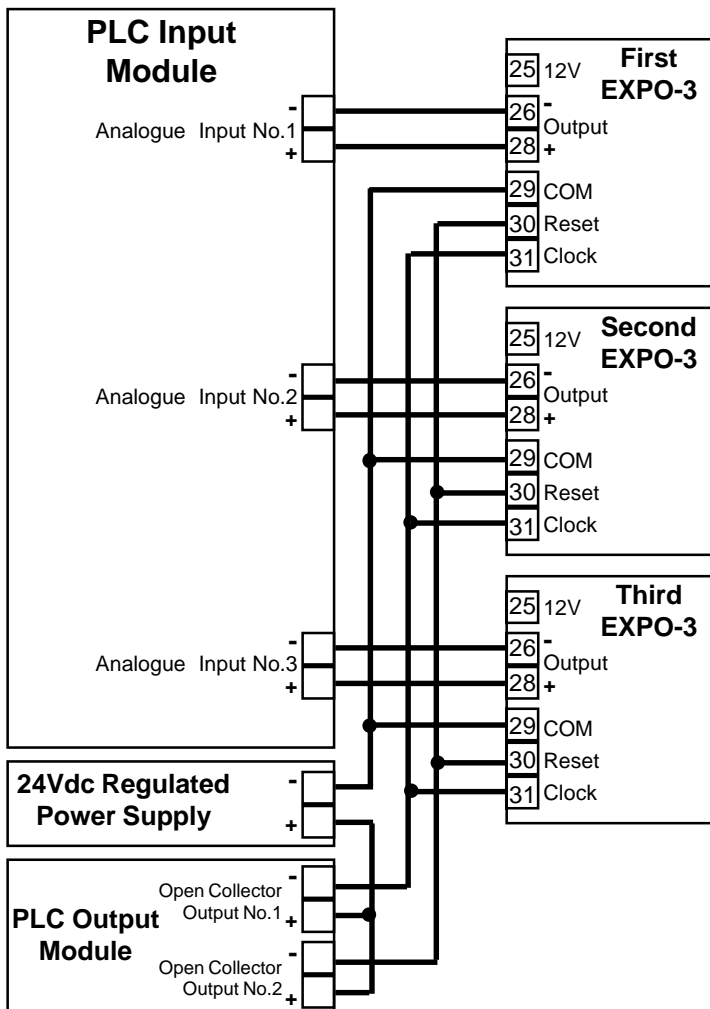 PLC Input
Module
-
Analogue Input No.1
+
-
Analogue Input No.2
+
-
Analogue Input No.3
+
24Vdc Regulated
Power Supply
-
+
PLC Output
Module
-
Open Collector
Output No.1
+
-
Open Collector
Output No.2
+
First
EXPO-3
25 12V
26 -
Output
28 +
29 COM
30 Reset
31 Clock
Second
EXPO-3
25 12V
26 -
Output
28 +
29 COM
30 Reset
31 Clock
Third
EXPO-3
25 12V
26 -
Output
28 +
29 COM
30 Reset
31 Clock